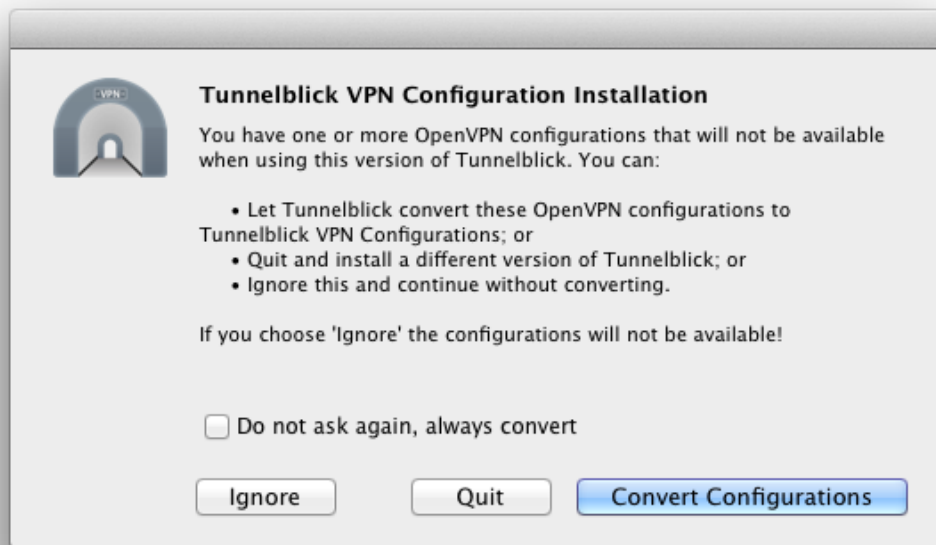 VPN
Tunnelblick VPN Configuration Installation
You have one or more OpenVPN configurations that will not be available
when using this version of Tunnelblick. You can:
• Let Tunnelblick convert these OpenVPN configurations to
Tunnelblick VPN Configurations; or
• Quit and install a different version of Tunnelblick; or
• Ignore this and continue without converting.
If you choose 'Ignore' the configurations will not be available!
Do not ask again, always convert
Ignore
Quit
Convert Configurations